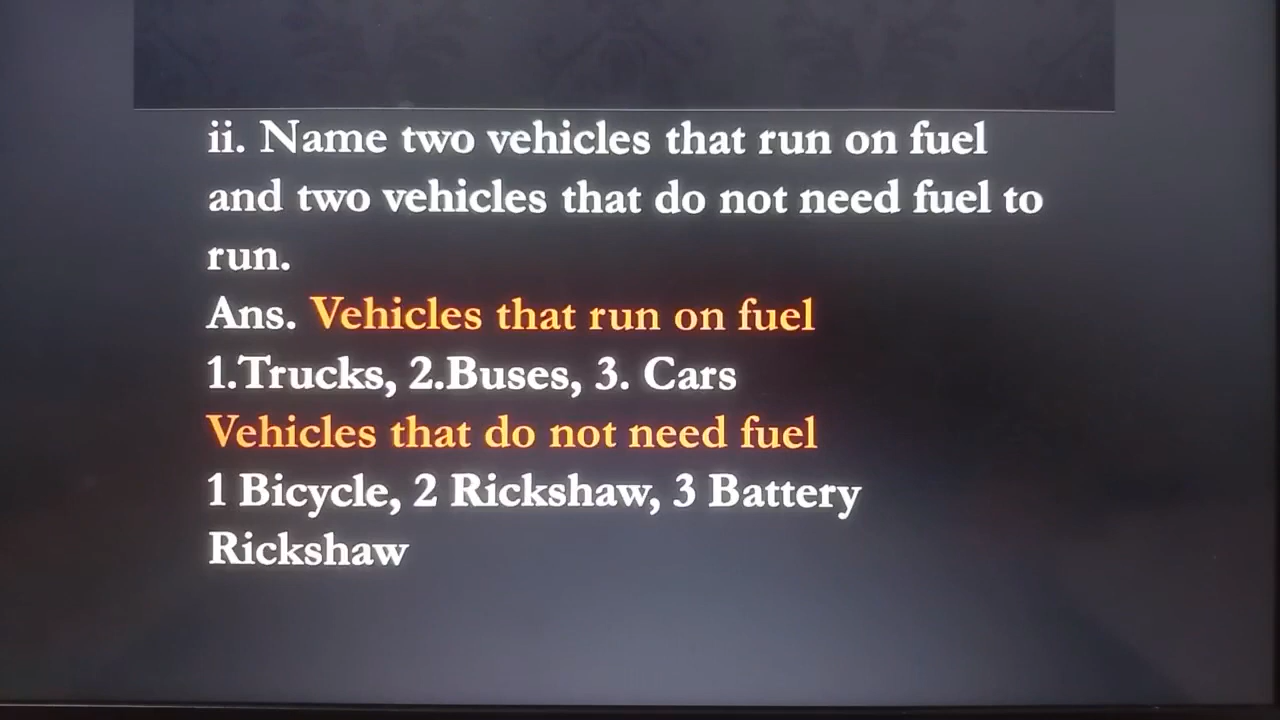 ii. Name two vehicles that run on fuel
and two vehicles that do not need fuel to
run.
Ans. Vehicles that run on fuel
1.Trucks, 2.Buses, 3. Cars
Vehicles that do not need fuel
1 Bicycle, 2 Rickshaw, 3 Battery
Rickshaw